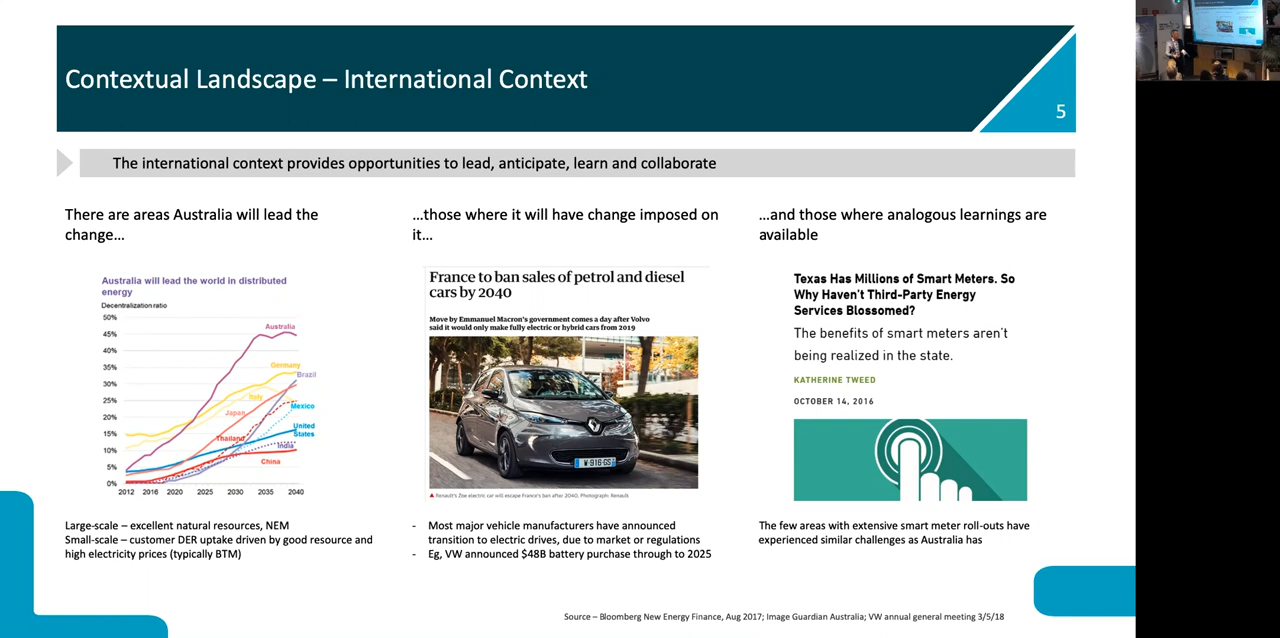 Contextual Landscape – International Context
5
The international context provides opportunities to lead, anticipate, learn and collaborate
There are areas Australia will lead the
change...
Australia will lead the world in distributed
energy
Decentralization ratio
50%
45%
40%
35%
30%
25%
20%
15%
10%
5%
0%
Australia
Germany
Brazil
Italy
Japan
Mexico
United
States
Thailand
India
China
2012 2016 2020 2025 2030 2035 2040
Large-scale – excellent natural resources, NEM
Small-scale – customer DER uptake driven by good resource and
high electricity prices (typically BTM)
...those where it will have change imposed on
it...
France to ban sales of petrol and diesel
cars by 2040
Move by Emmanuel Macron's government comes a day after Volvo
said it would only make fully electric or hybrid cars from 2019
W-916-GS
▲ Renault's Zoe electric car will escape France's ban after 2040. Photograph: Renault
- Most major vehicle manufacturers have announced
transition to electric drives, due to market or regulations
- Eg, VW announced $48B battery purchase through to 2025
...and those where analogous learnings are
available
Texas Has Millions of Smart Meters. So
Why Haven't Third-Party Energy
Services Blossomed?
The benefits of smart meters aren't
being realized in the state.
KATHERINE TWEED
OCTOBER 14, 2016
The few areas with extensive smart meter roll-outs have
experienced similar challenges as Australia has
Source – Bloomberg New Energy Finance, Aug 2017; Image Guardian Australia; VW annual general meeting 3/5/18